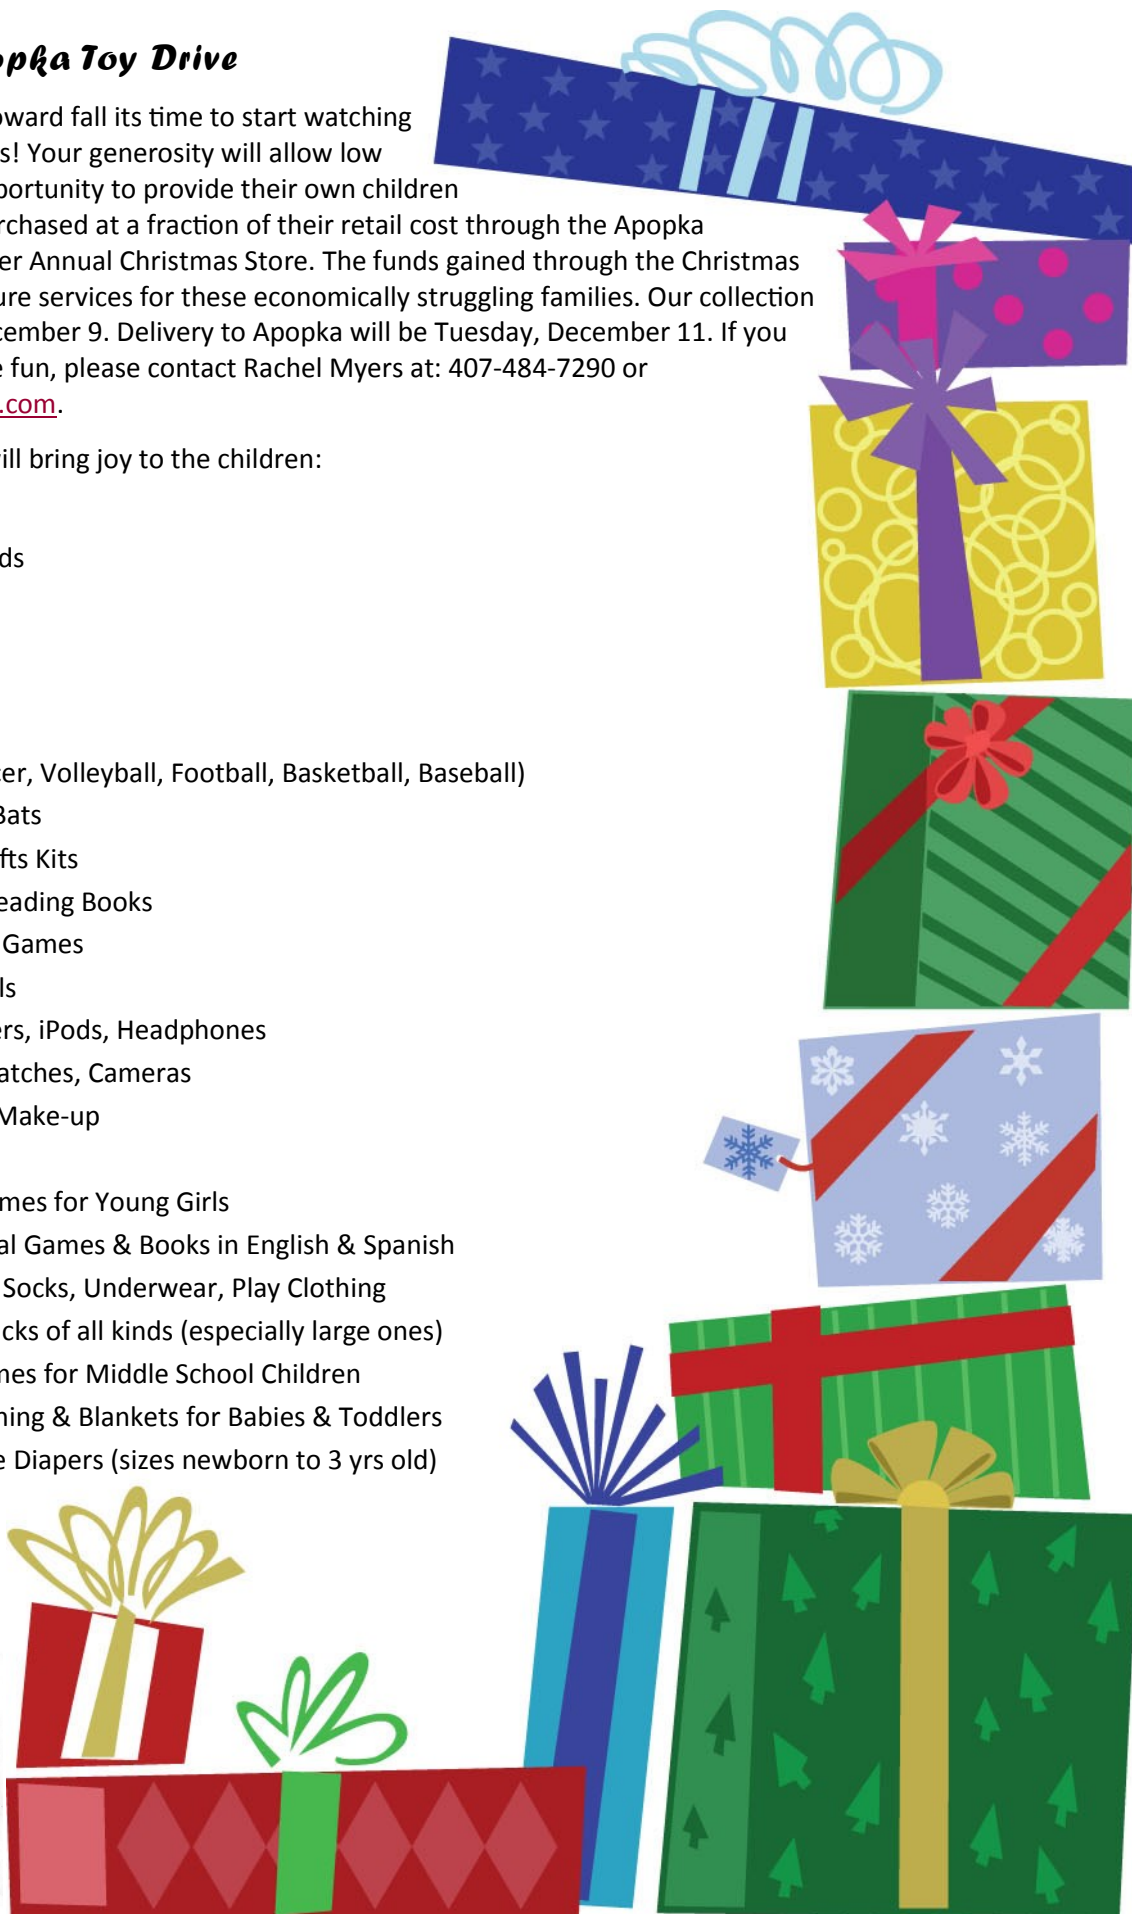 opka Toy Drive
oward fall its time to start watching
s! Your generosity will allow low
portunity to provide their own children
rchased at a fraction of their retail cost through the Apopka
er Annual Christmas Store. The funds gained through the Christmas
ure services for these economically struggling families. Our collection
cember 9. Delivery to Apopka will be Tuesday, December 11. If you
e fun, please contact Rachel Myers at: 407-484-7290 or
.com.
ill bring joy to the children:
ds
er, Volleyball, Football, Basketball, Baseball)
Bats
fts Kits
eading Books
Games
ls
ers, iPods, Headphones
atches, Cameras
Make-up
mes for Young Girls
al Games & Books in English & Spanish
Socks, Underwear, Play Clothing
cks of all kinds (especially large ones)
mes for Middle School Children
ning & Blankets for Babies & Toddlers
e Diapers (sizes newborn to 3 yrs old)